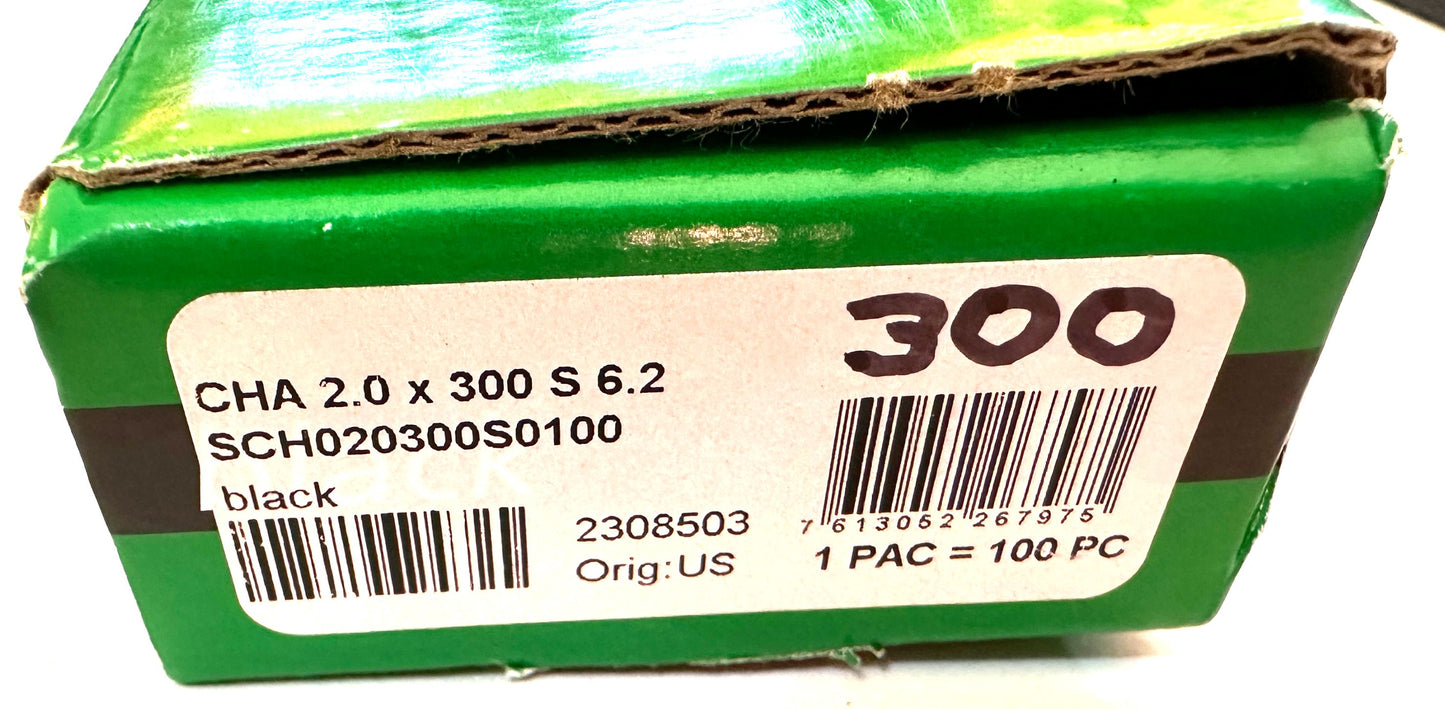 300
CHA 2.0 x 300 S 6.2
SCH020300S0100
black
2308503
Orig:US
7 613052 267975
1 PAC = 100 PC